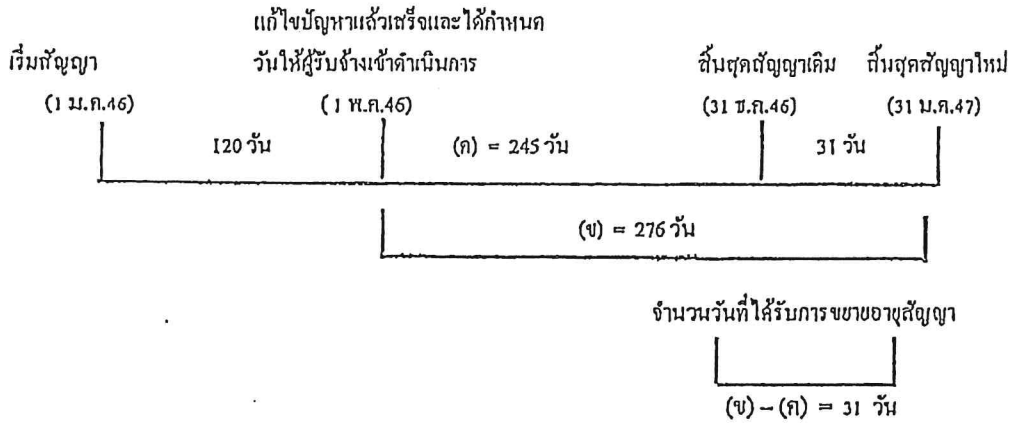 แก้ไขปัญหาแล้วเสร็จและได้กำหนด
เริ่มสัญญา วันให้ผู้รับจ้างเข้าดำเนินการ สิ้นสุดสัญญาเดิม สิ้นสุดสัญญาใหม่
(1 ม.ค.46) (1 พ.ค.46) (31 ธ.ค.46) (31 ม.ค.47)
120 วัน (ค) = 245 วัน 31 วัน
(ข) = 276 วัน
จำนวนวันที่ได้รับการขยายอายุสัญญา
(ข) – (ค) = 31 วัน